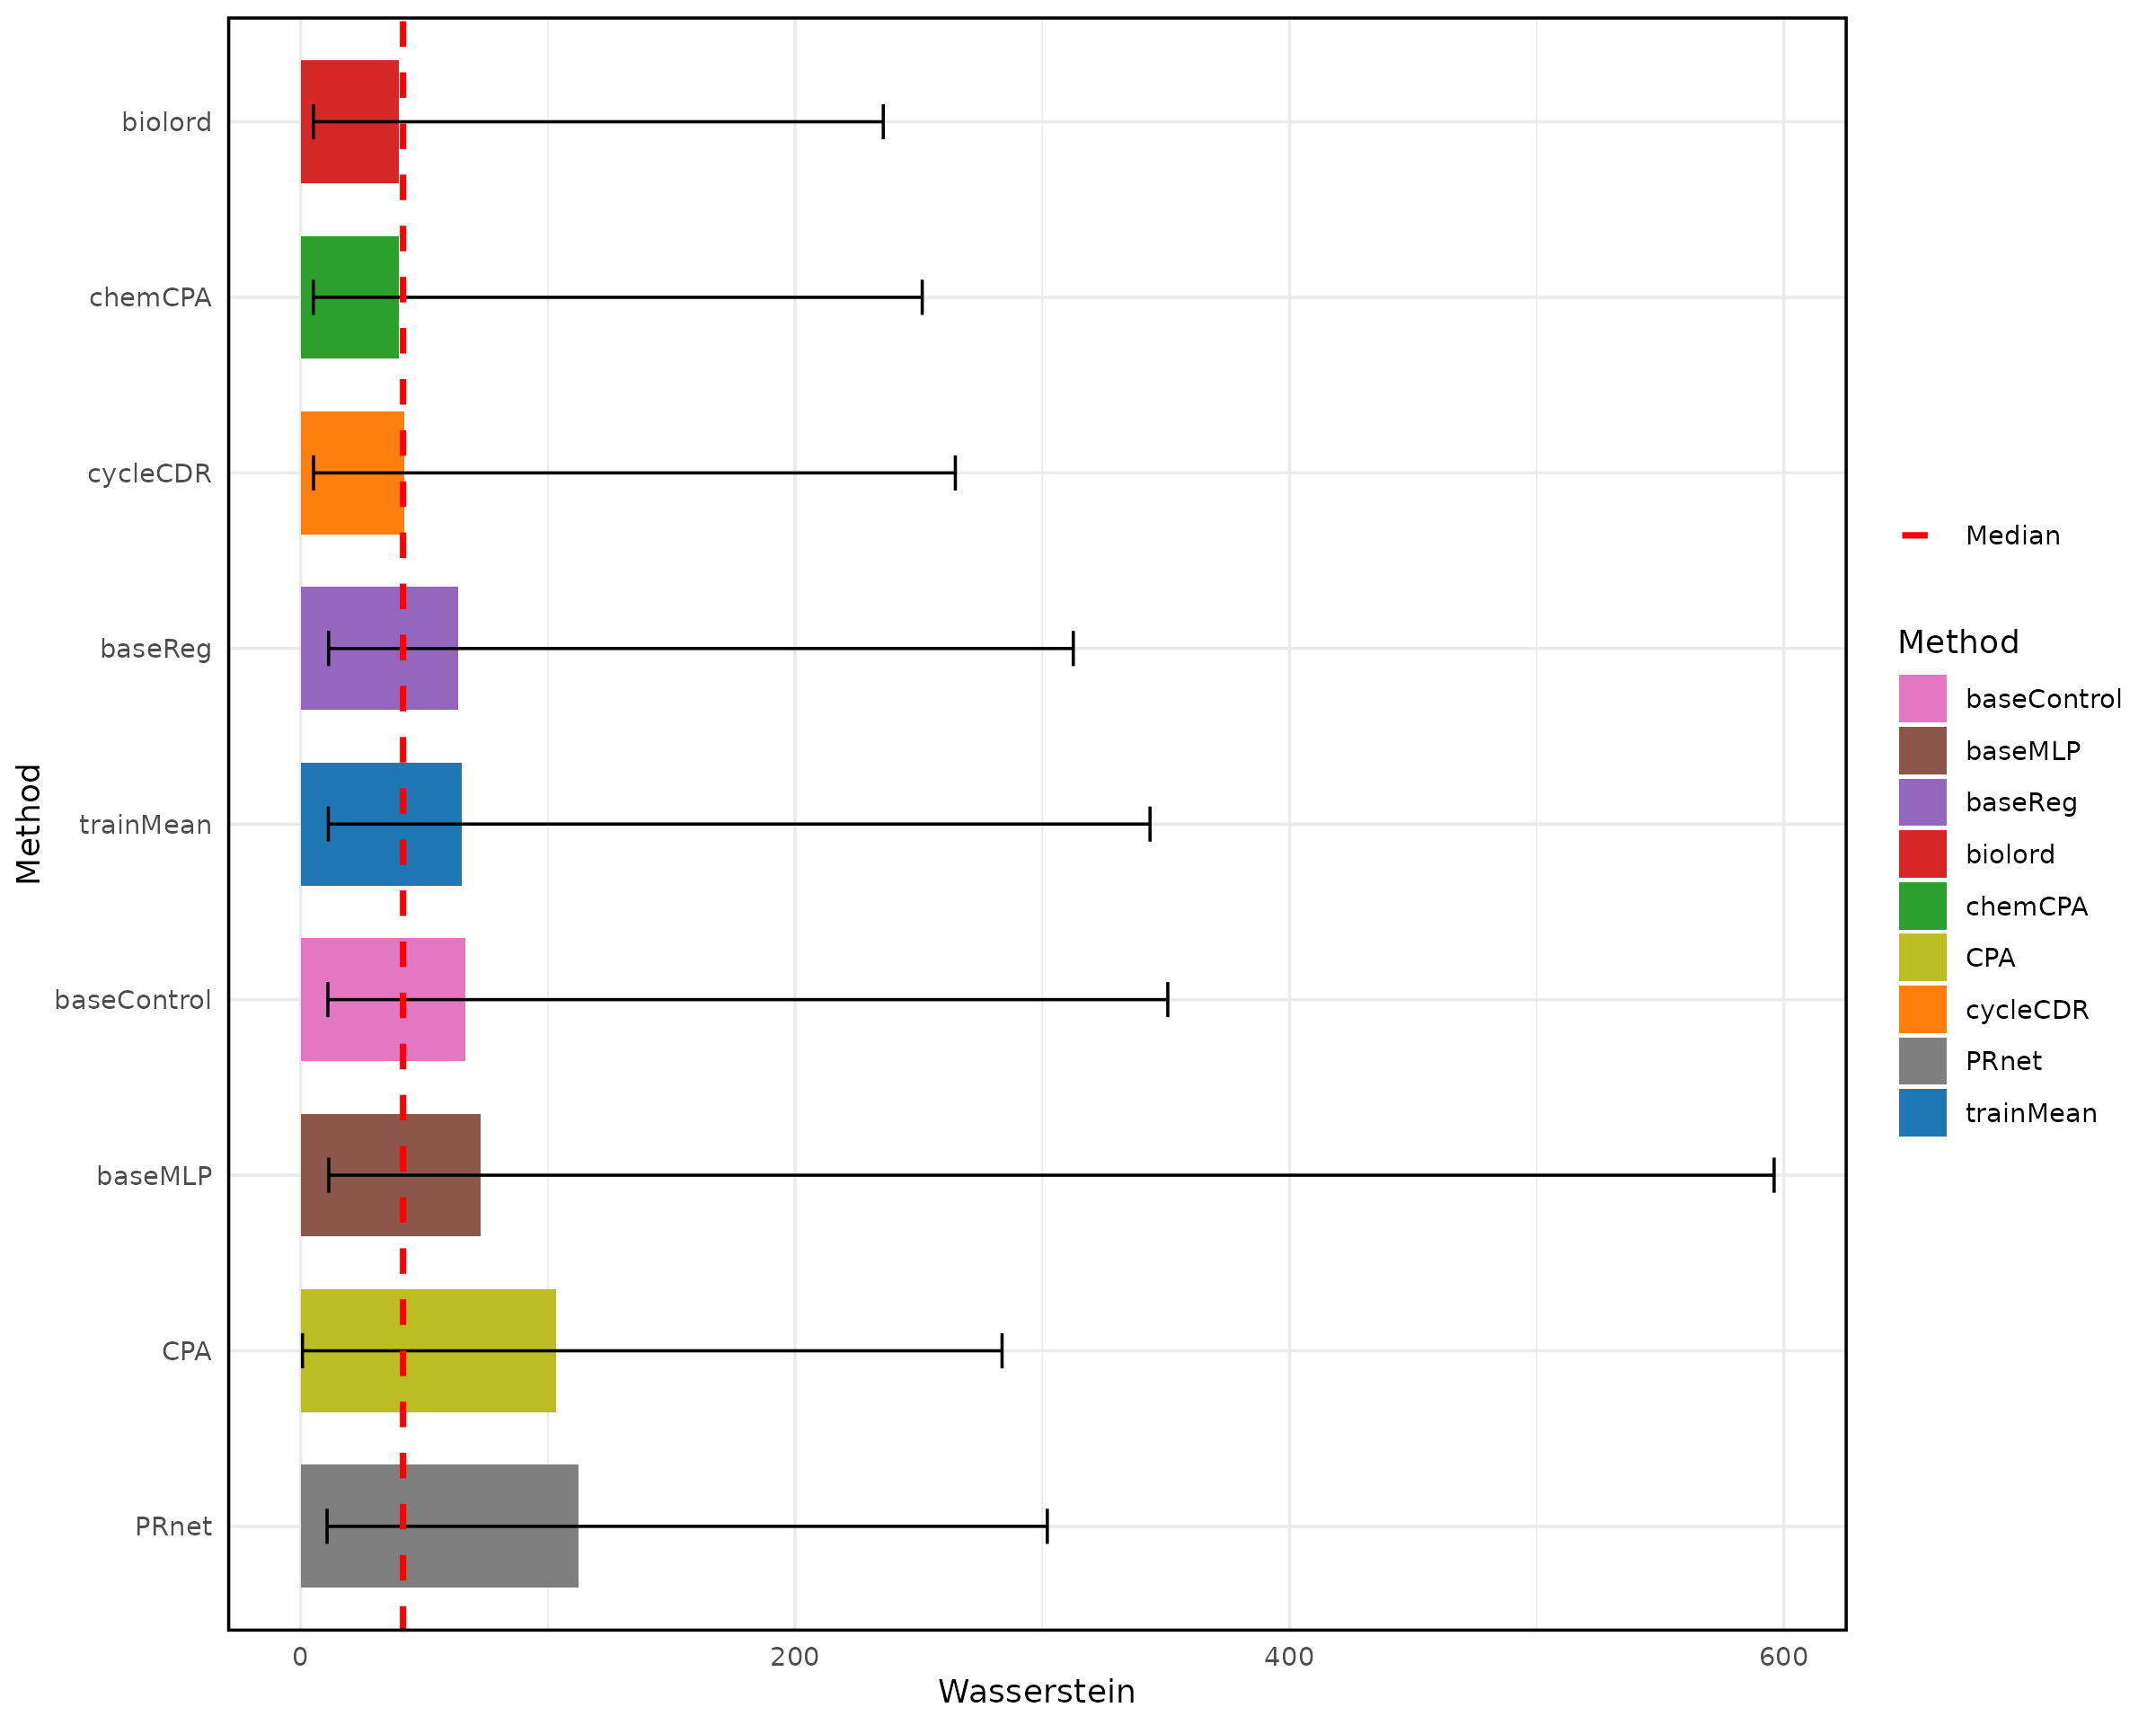 biolord
chemCPA
cycleCDR
baseReg
trainMean
baseControl
baseMLP
CPA
PRnet
Method
0 200 400 600
Wasserstein
Median
Method
baseControl
baseMLP
baseReg
biolord
chemCPA
CPA
cycleCDR
PRnet
trainMean